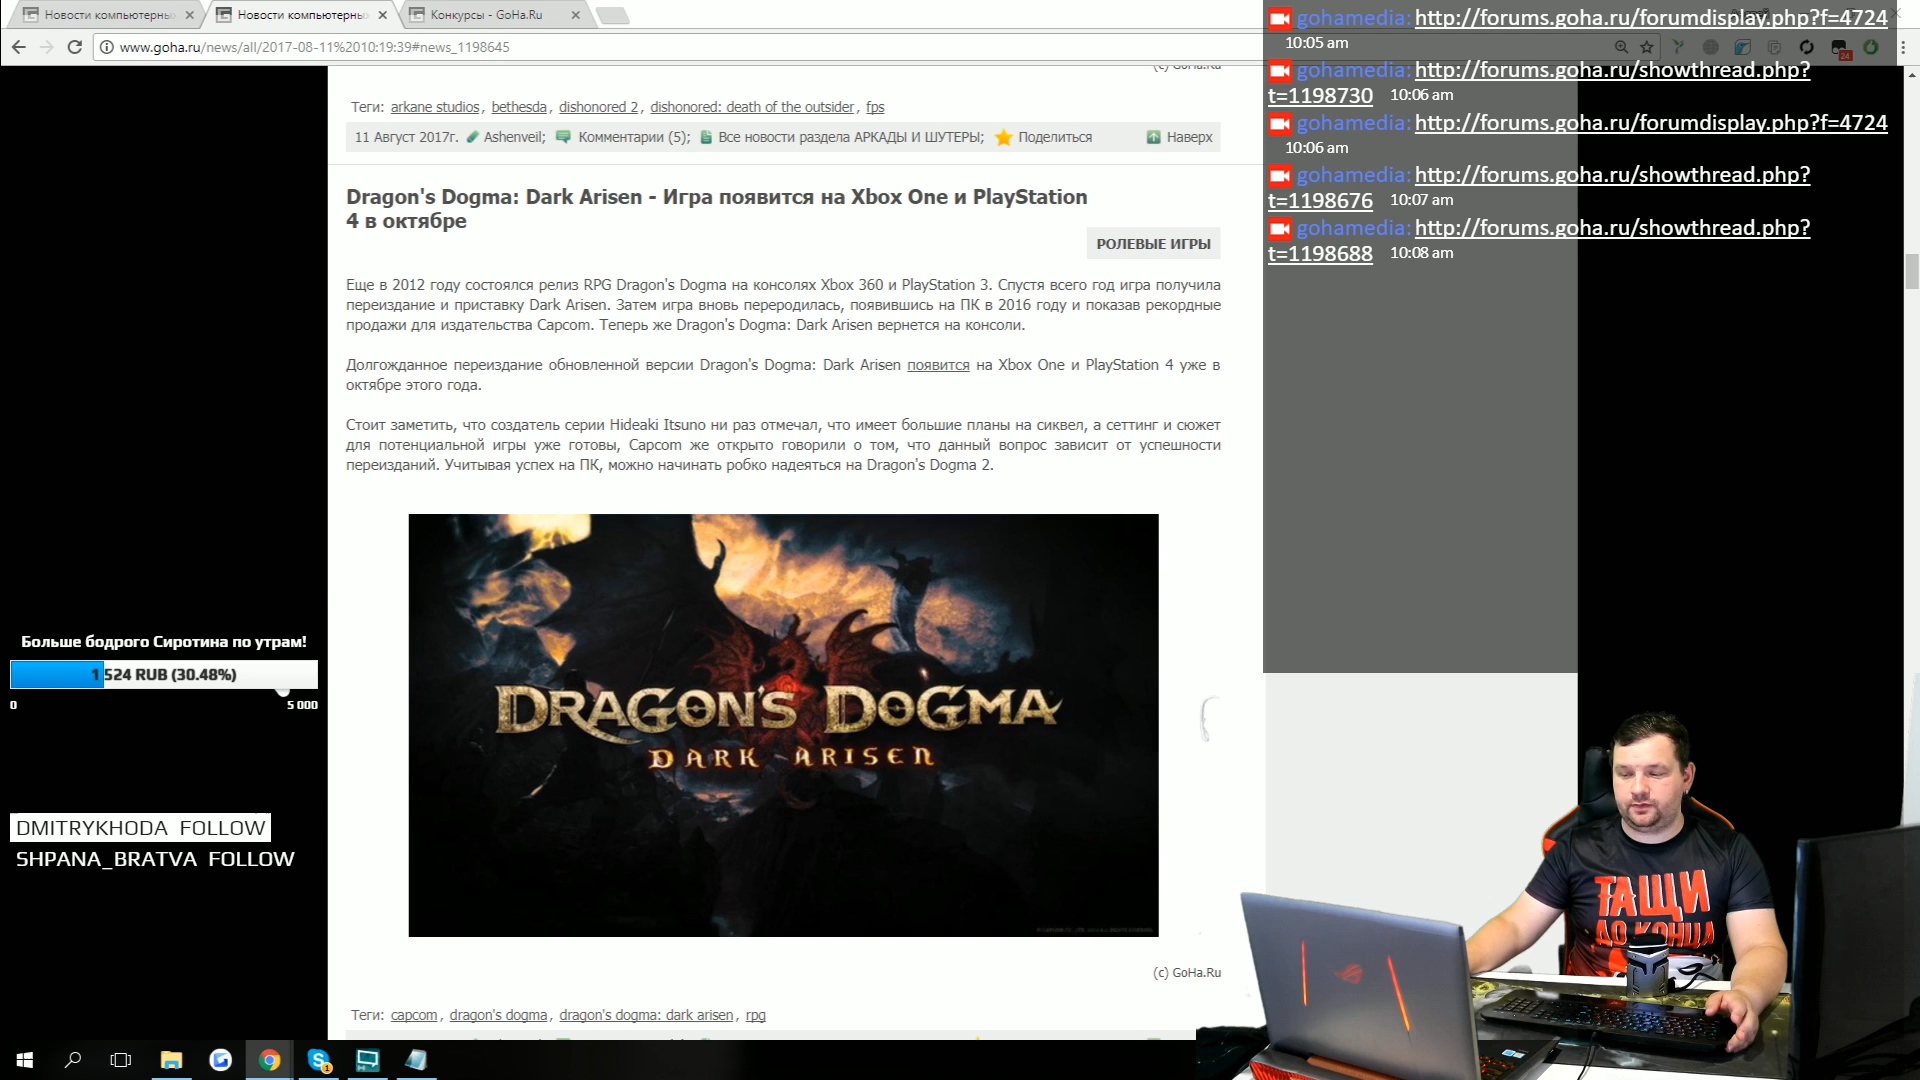 Новости компьютерны
Новости компьютерны
Конкурсы - GoHa.Ru
www.goha.ru/news/all/2017-08-11%2010:19:39#news_1198645
(c) GoHa.Ru
Теги: arkane studios, bethesda, dishonored 2, dishonored: death of the outsider, fps
11 Август 2017г. Ashenveil; Комментарии (5); Все новости раздела АРКАДЫ И ШУТЕРЫ; Поделиться Наверх
Dragon's Dogma: Dark Arisen - Игра появится на Xbox One и PlayStation
4 в октябре
РОЛЕВЫЕ ИГРЫ
Еще в 2012 году состоялся релиз RPG Dragon's Dogma на консолях Xbox 360 и PlayStation 3. Спустя всего год игра получила
переиздание и приставку Dark Arisen. Затем игра вновь переродилась, появившись на ПК в 2016 году и показав рекордные
продажи для издательства Capcom. Теперь же Dragon's Dogma: Dark Arisen вернется на консоли.
Долгожданное переиздание обновленной версии Dragon's Dogma: Dark Arisen появится на Xbox One и PlayStation 4 уже в
октябре этого года.
Стоит заметить, что создатель серии Hideaki Itsuno ни раз отмечал, что имеет большие планы на сиквел, а сеттинг и сюжет
для потенциальной игры уже готовы, Capcom же открыто говорили о том, что данный вопрос зависит от успешности
переизданий. Учитывая успех на ПК, можно начинать робко надеяться на Dragon's Dogma 2.
DRAGON'S DOGMA
DARK ARISEN
(c) GoHa.Ru
Теги: capcom, dragon's dogma, dragon's dogma: dark arisen, rpg
Больше бодрого Сиротина по утрам!
1 524 RUB (30.48%)
0 5 000
DMITRYKHODA FOLLOW
SHPANA_BRATVA FOLLOW
gohamedia: http://forums.goha.ru/forumdisplay.php?f=4724
10:05 am
gohamedia: http://forums.goha.ru/showthread.php?
t=1198730 10:06 am
gohamedia: http://forums.goha.ru/forumdisplay.php?f=4724
10:06 am
gohamedia: http://forums.goha.ru/showthread.php?
t=1198676 10:07 am
gohamedia: http://forums.goha.ru/showthread.php?
t=1198688 10:08 am
24
ТАЩИ
ДО КОНЦА
1